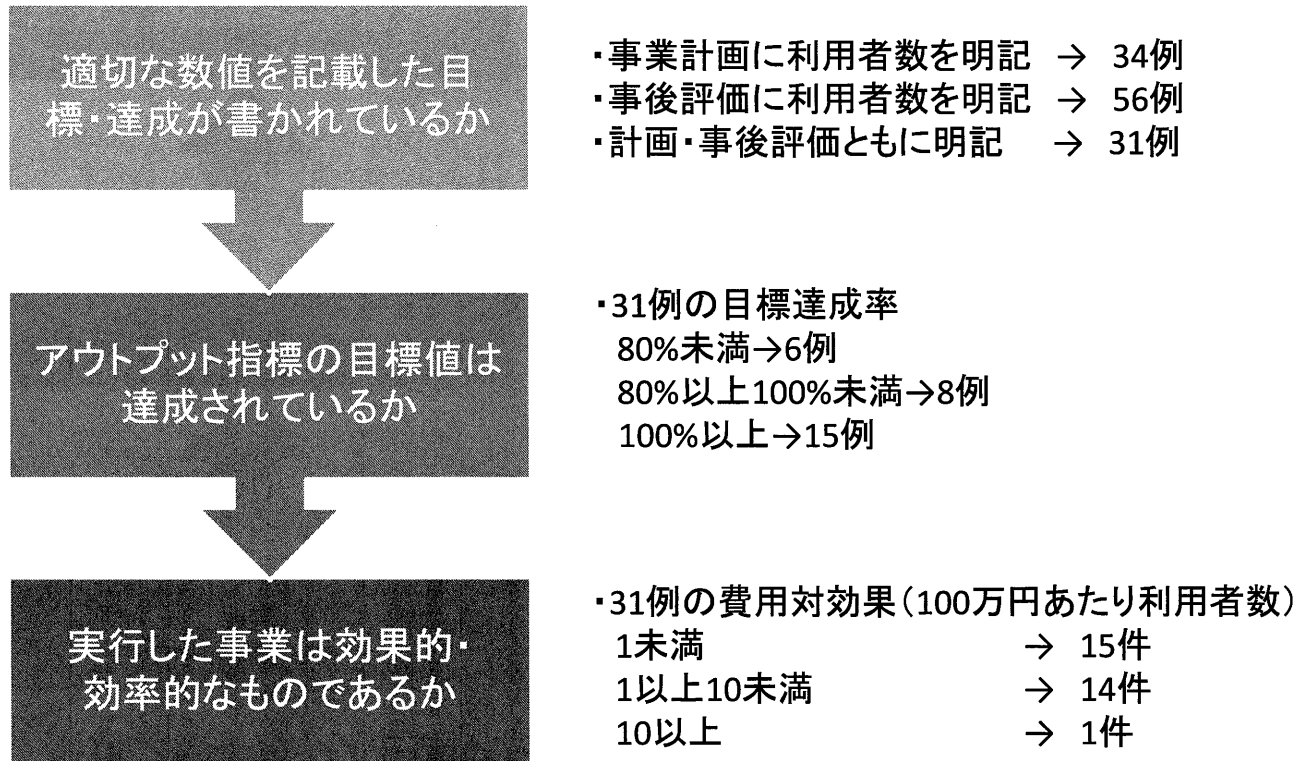 適切な数値を記載した目
標・達成が書かれているか
・事業計画に利用者数を明記 → 34例
・事後評価に利用者数を明記 → 56例
・計画・事後評価ともに明記 → 31例
アウトプット指標の目標値は
達成されているか
・31例の目標達成率
80%未満→6例
80%以上100%未満→8例
100%以上→15例
実行した事業は効果的・
効率的なものであるか
・31例の費用対効果(100万円あたり利用者数)
1未満 → 15件
1以上10未満 → 14件
10以上 → 1件